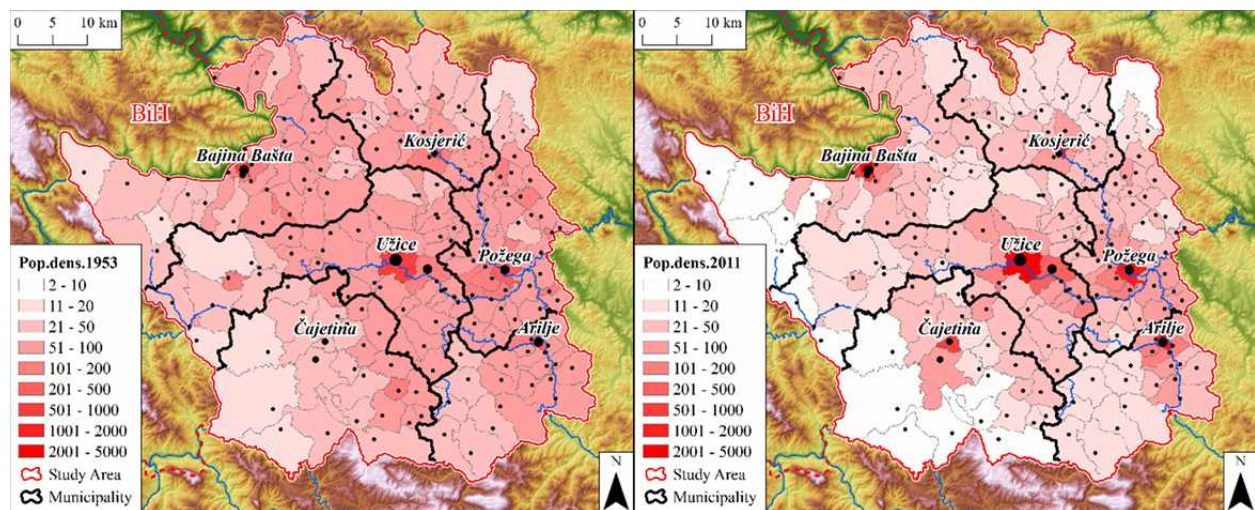 0 5 10 km
BiH
Kosjerić
Bajina Bašta
Užice
Požega
Čajetina
Arilje
Pop.dens.1953
2 - 10
11 - 20
21 - 50
51 - 100
101 - 200
201 - 500
501 - 1000
1001 - 2000
2001 - 5000
Study Area
Municipality
N
0 5 10 km
BiH
Kosjerić
Bajina Bašta
Užice
Požega
Čajetina
Arilje
Pop.dens.2011
2 - 10
11 - 20
21 - 50
51 - 100
101 - 200
201 - 500
501 - 1000
1001 - 2000
2001 - 5000
Study Area
Municipality
N